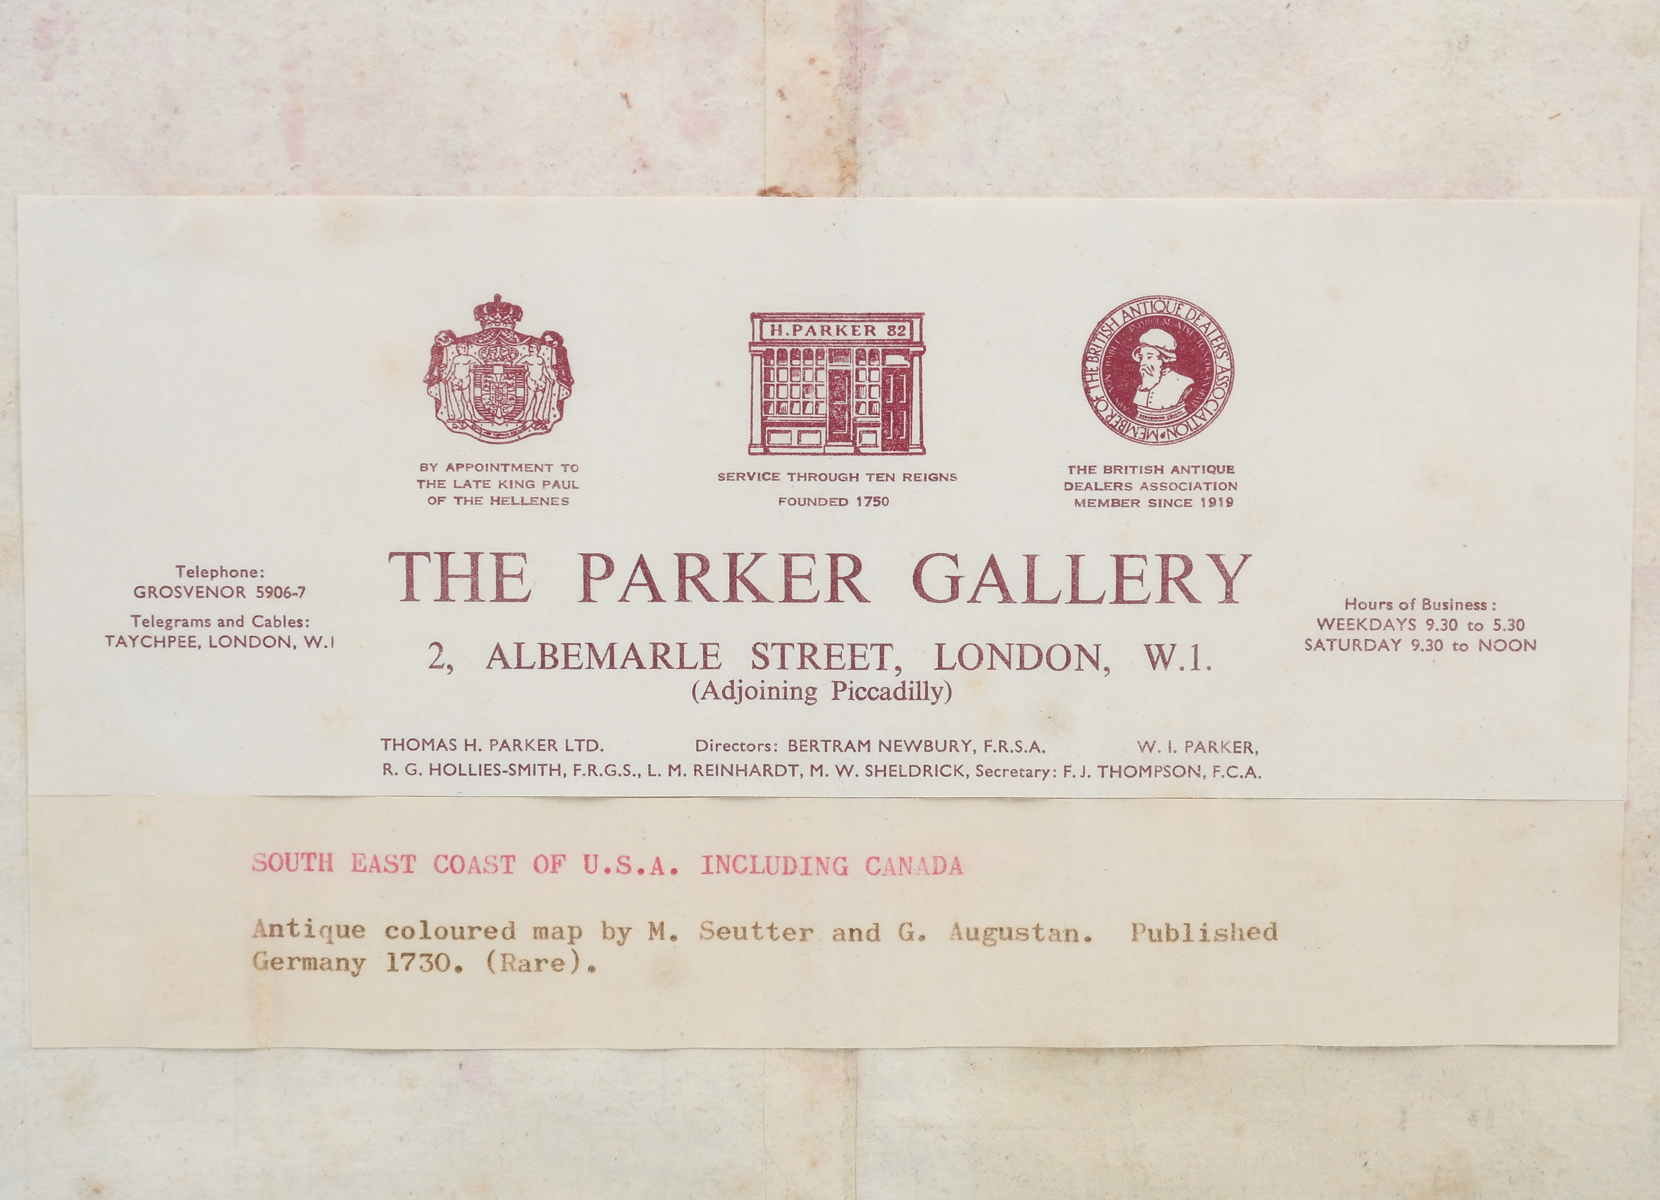 H. PARKER 82
MEMBER OF THE BRITISH ANTIQUE DEALERS ASSOCIATION
BY APPOINTMENT TO
THE LATE KING PAUL
OF THE HELLENES
SERVICE THROUGH TEN REIGNS
FOUNDED 1750
THE BRITISH ANTIQUE
DEALERS ASSOCIATION
MEMBER SINCE 1919
Telephone:
GROSVENOR 5906-7
Telegrams and Cables:
TAYCHPEE, LONDON, W.I
THE PARKER GALLERY
2, ALBEMARLE STREET, LONDON, W.1.
(Adjoining Piccadilly)
Hours of Business:
WEEKDAYS 9.30 to 5.30
SATURDAY 9.30 to NOON
THOMAS H. PARKER LTD. Directors: BERTRAM NEWBURY, F.R.S.A. W. I. PARKER,
R. G. HOLLIES-SMITH, F.R.G.S., L. M. REINHARDT, M. W. SHELDRICK, Secretary: F. J. THOMPSON, F.C.A.
SOUTH EAST COAST OF U.S.A. INCLUDING CANADA
Antique coloured map by M. Seutter and G. Augustan. Published
Germany 1730. (Rare).